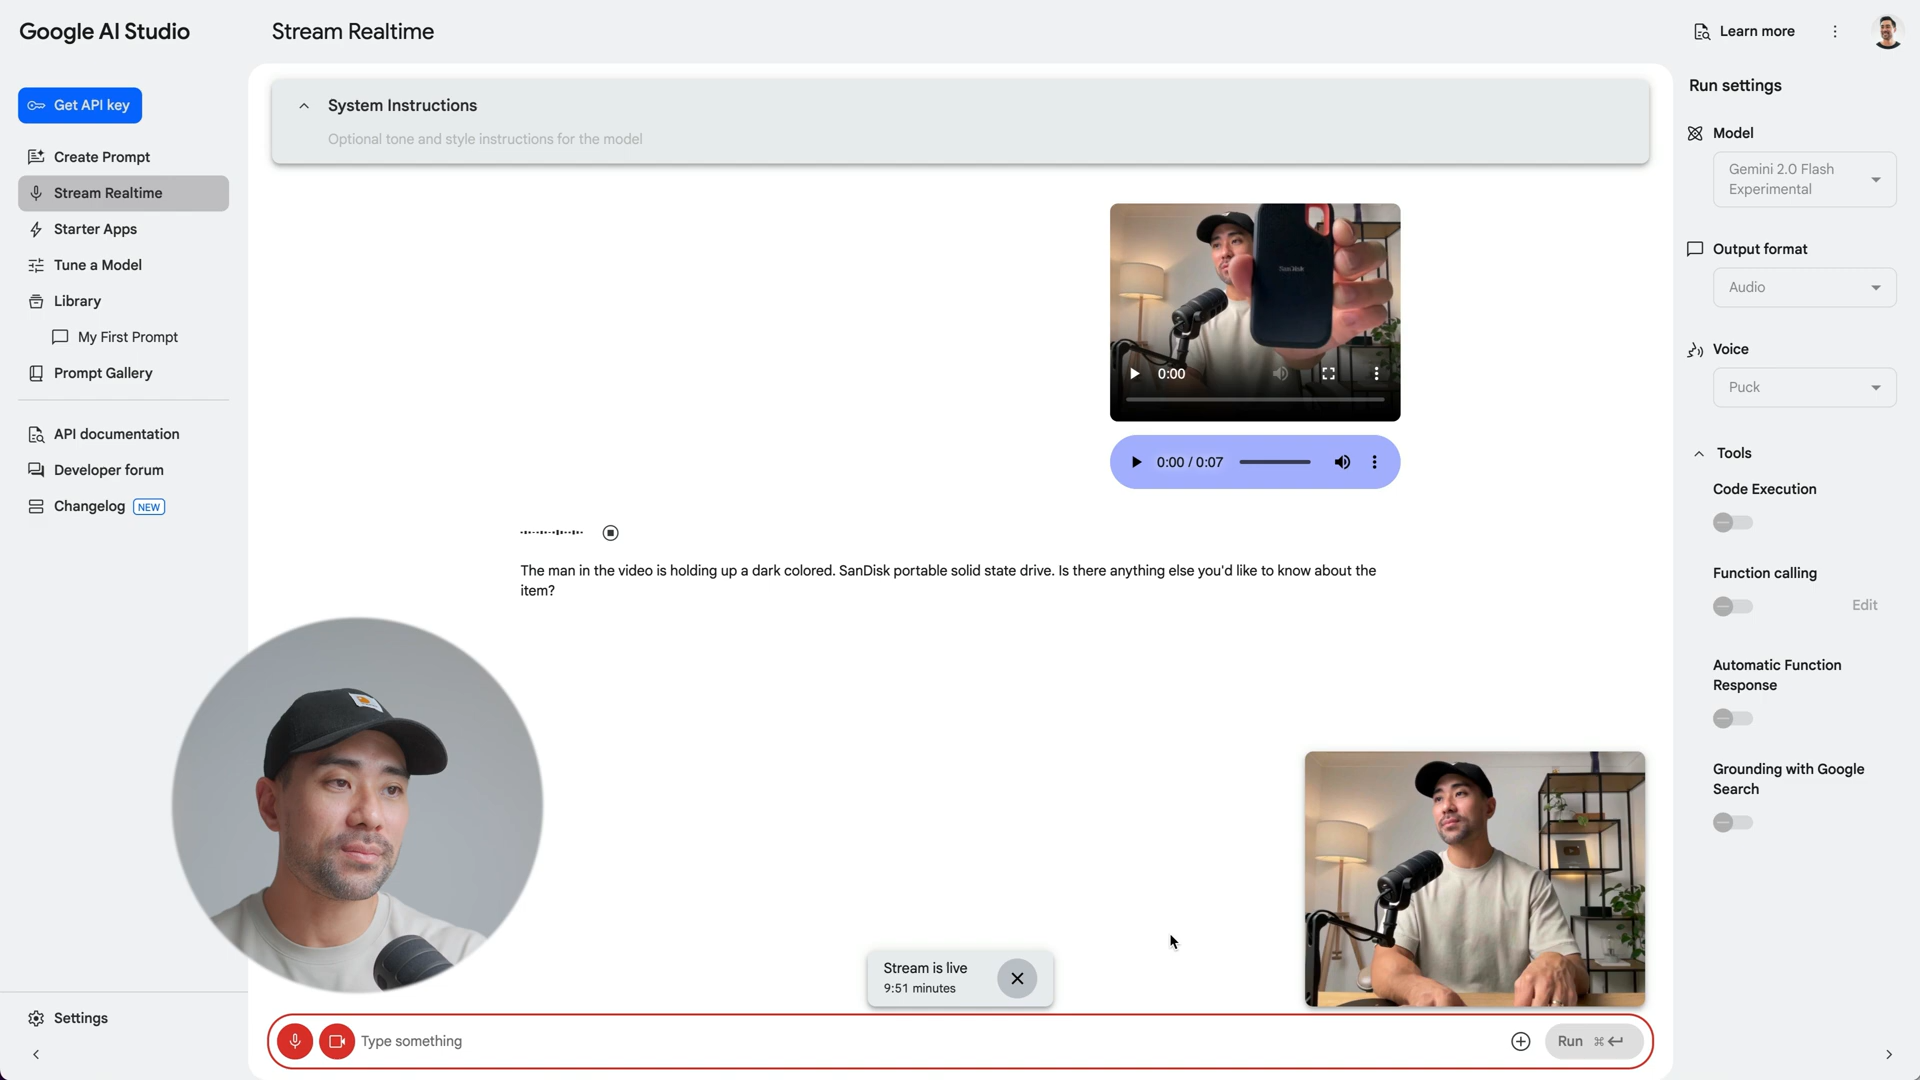 Google AI Studio
Stream Realtime
Learn more
Get API key
Create Prompt
Stream Realtime
Starter Apps
Tune a Model
Library
My First Prompt
Prompt Gallery
API documentation
Developer forum
Changelog NEW
Settings
System Instructions
Optional tone and style instructions for the model
SanDisk
0:00
0:00 / 0:07
The man in the video is holding up a dark colored. SanDisk portable solid state drive. Is there anything else you'd like to know about the
item?
Stream is live
9:51 minutes
Type something
Run ⌘ ↵
Run settings
Model
Gemini 2.0 Flash
Experimental
Output format
Audio
Voice
Puck
Tools
Code Execution
Function calling
Edit
Automatic Function
Response
Grounding with Google
Search